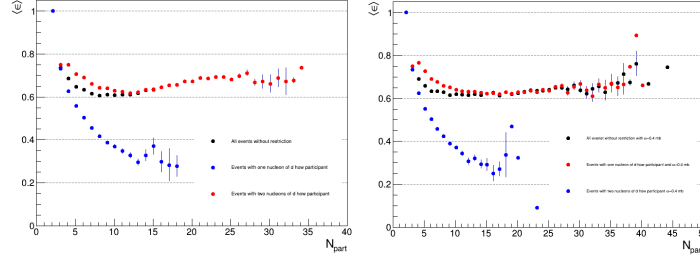 ⟨ϵ⟩
1
0.8
0.6
0.4
0.2
0
0 5 10 15 20 25 30 35 40
N_part
All events without restriction
Events with one nucleon of d how participant
Events with two nucleons of d how participant
⟨ϵ⟩
1
0.8
0.6
0.4
0.2
0
0 5 10 15 20 25 30 35 40 45
N_par
All events without restriction with ω=0.4 mb
Events with one nucleon of d how participant and
Events with two nucleons of d how participant ω=0.4 mb